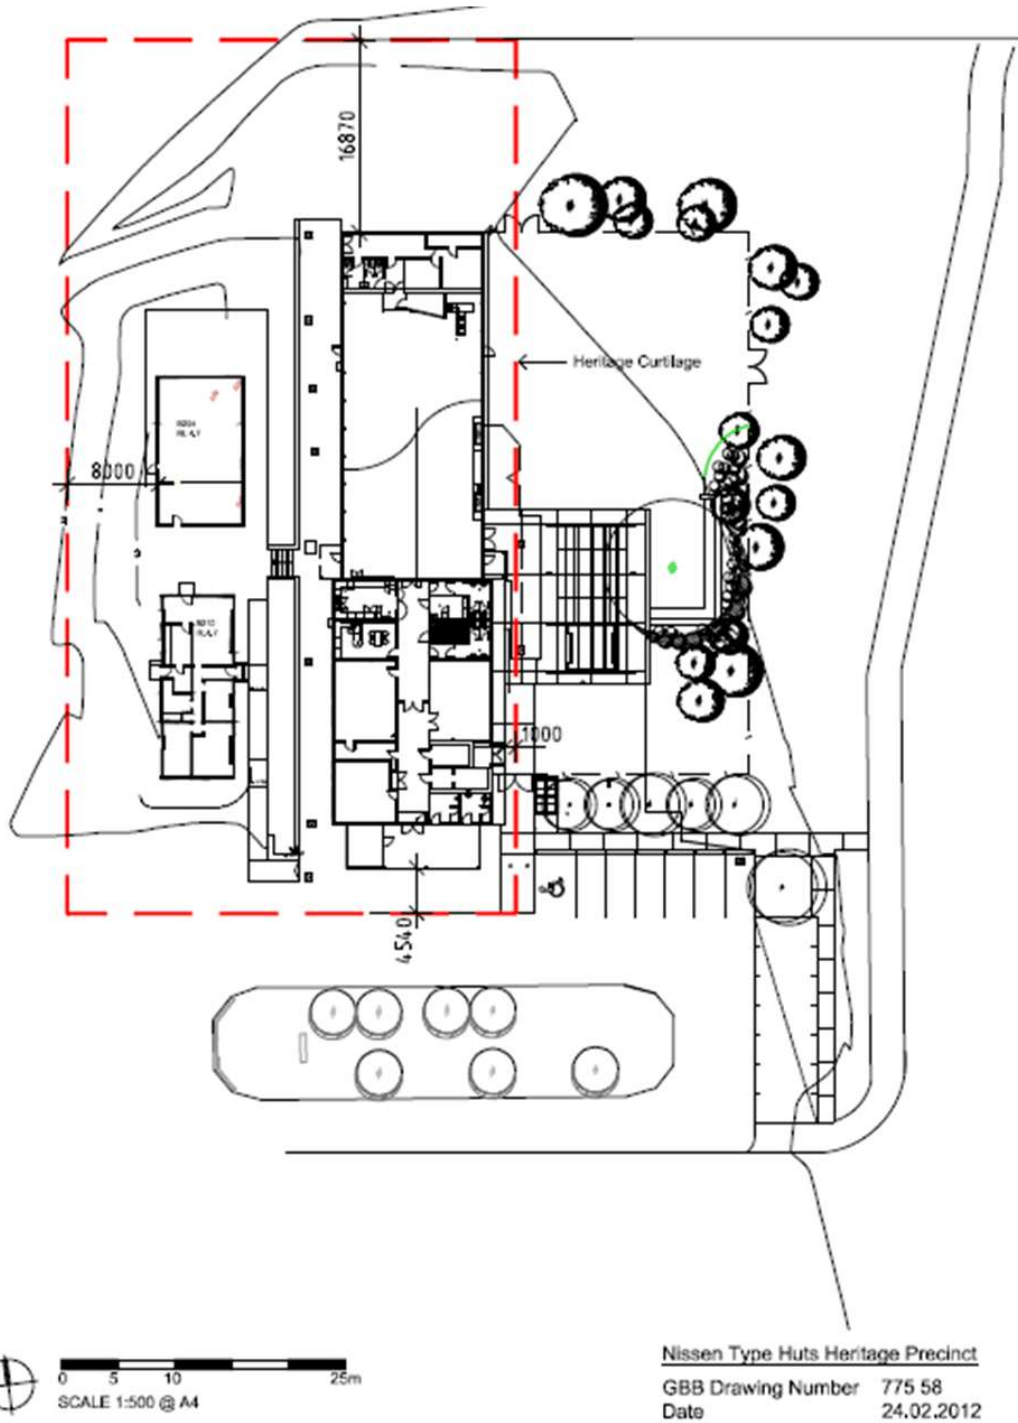 16870
Heritage Curtilage
8000
1000
4540
0 5 10 25m
SCALE 1:500 @ A4
Nissen Type Huts Heritage Precinct
GBB Drawing Number 775 58
Date 24.02.2012